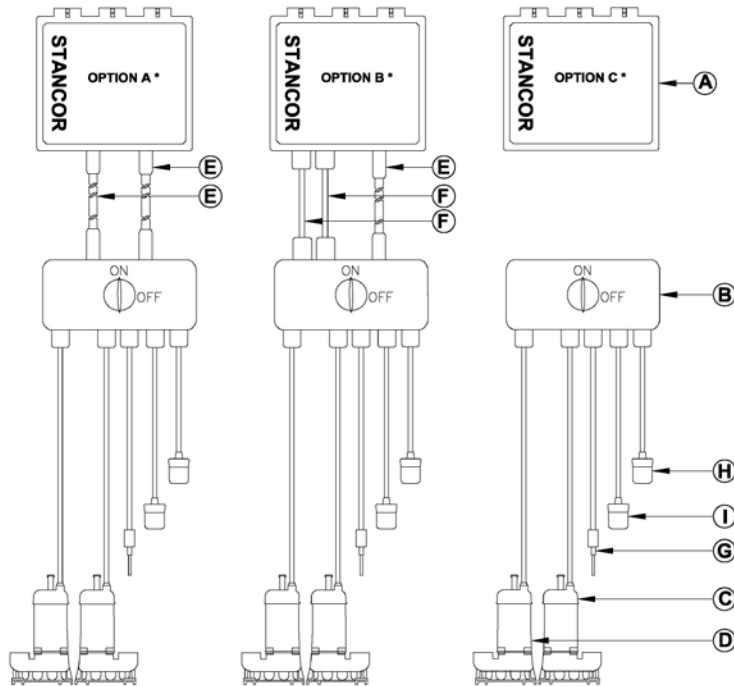 STANCOR
OPTION A *
STANCOR
OPTION B *
STANCOR
OPTION C *
A
E
E
E
F
F
ON
OFF
ON
OFF
ON
OFF
B
H
I
G
C
D